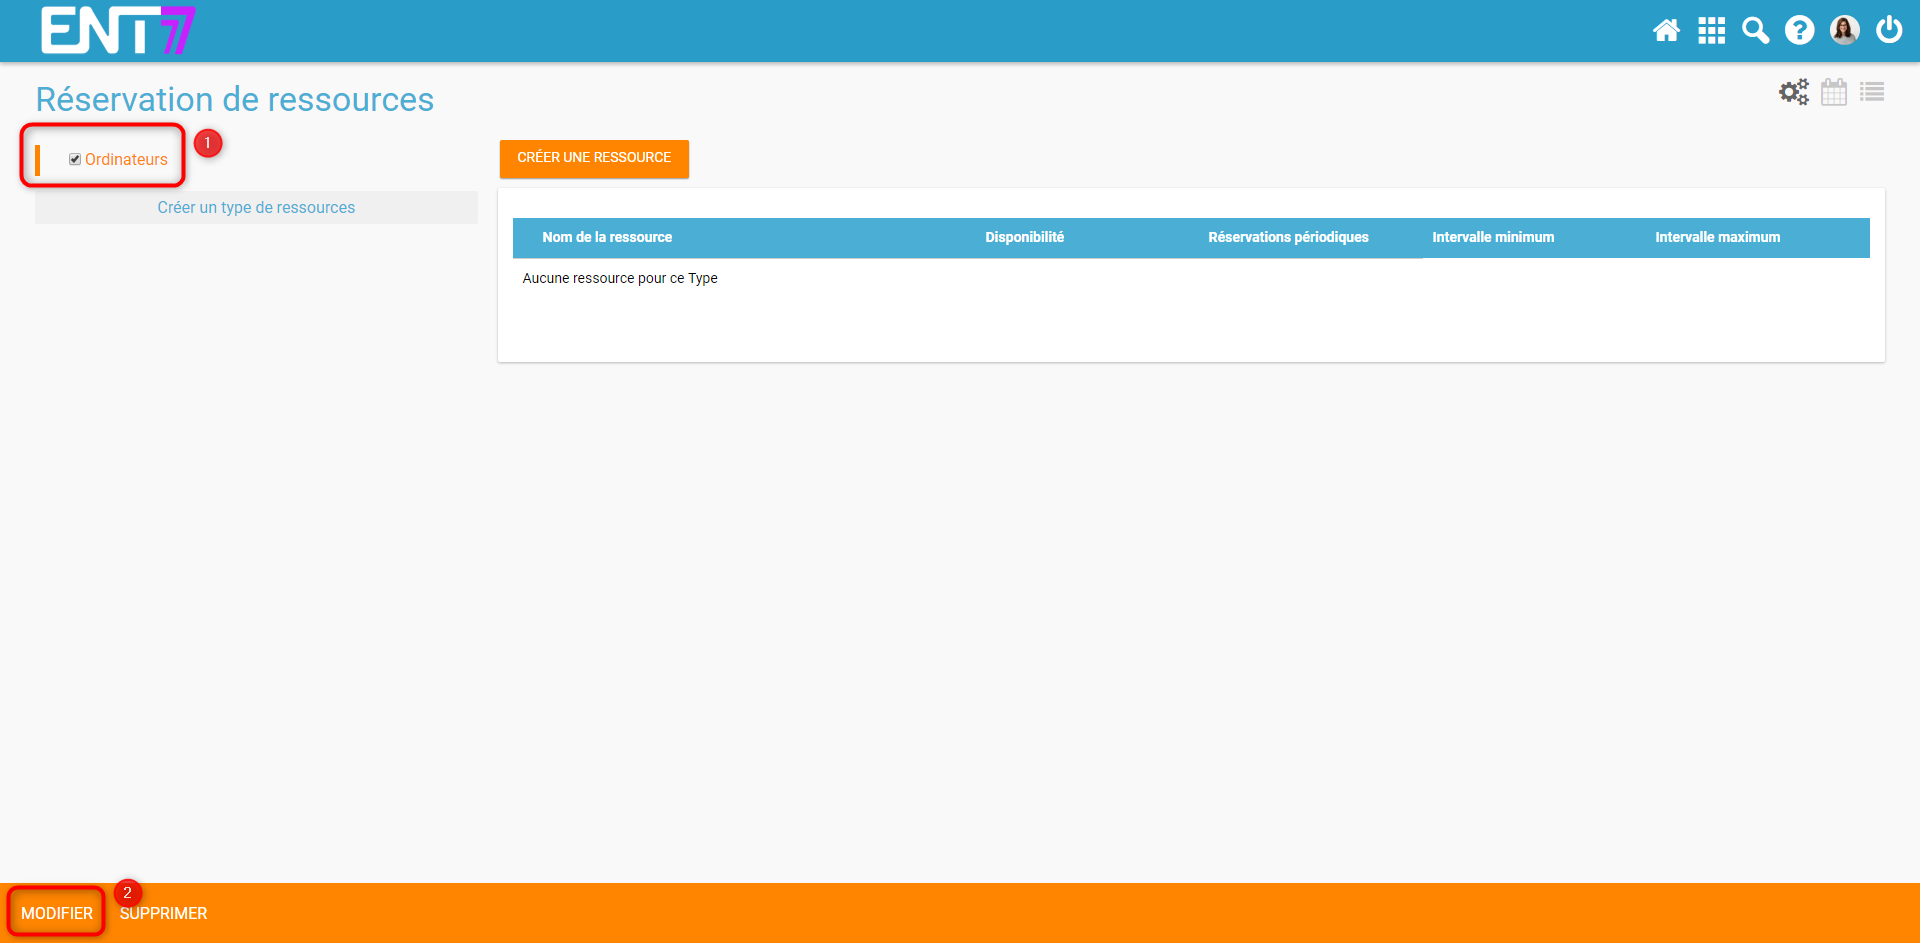 ENT77
Réservation de ressources
Ordinateurs
1
CRÉER UNE RESSOURCE
Créer un type de ressources
Nom de la ressource Disponibilité Réservations périodiques Intervalle minimum Intervalle maximum
Aucune ressource pour ce Type
2
MODIFIER SUPPRIMER